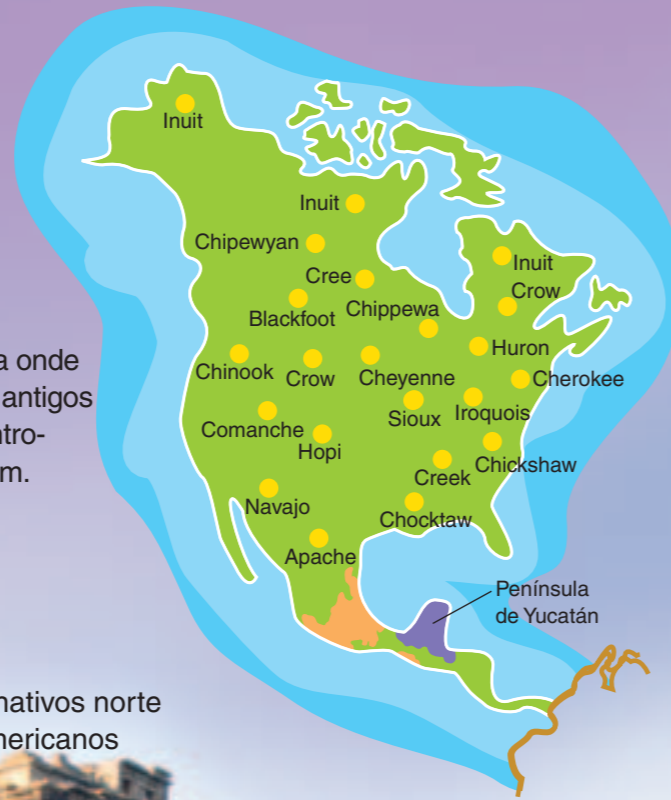 Inuit
Inuit
Chipewyan
Inuit
Cree
Crow
Blackfoot
Chippewa
Huron
a onde
Chinook
Crow
Cheyenne
Cherokee
antigos
Comanche
Sioux
Iroquois
ntro-
Hopi
Chickshaw
m.
Creek
Navajo
Chocktaw
Apache
Península
de Yucatán
nativos norte
mericanos